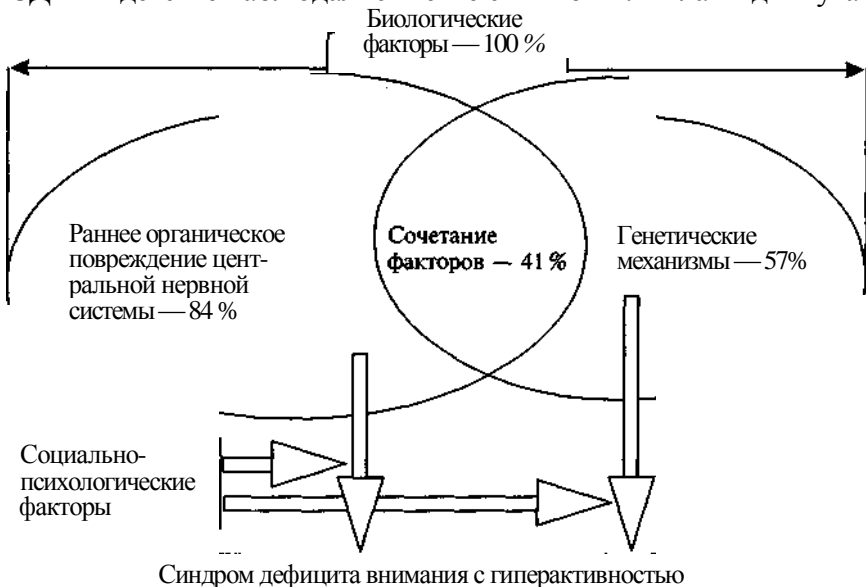 Биологические
факторы — 100 %
Раннее органическое
повреждение цент-
ральной нервной
системы — 84 %
Сочетание
факторов — 41 %
Генетические
механизмы — 57%
Социально-
психологические
факторы
Синдром дефицита внимания с гиперактивностью